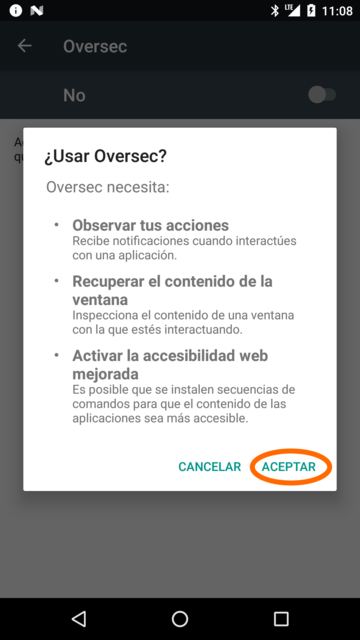 LTE 11:08
Oversec
No
A
qu
¿Usar Oversec?
Oversec necesita:
• Observar tus acciones
Recibe notificaciones cuando interactúes
con una aplicación.
• Recuperar el contenido de la
ventana
Inspecciona el contenido de una ventana
con la que estés interactuando.
• Activar la accesibilidad web
mejorada
Es posible que se instalen secuencias de
comandos para que el contenido de las
aplicaciones sea más accesible.
CANCELAR ACEPTAR